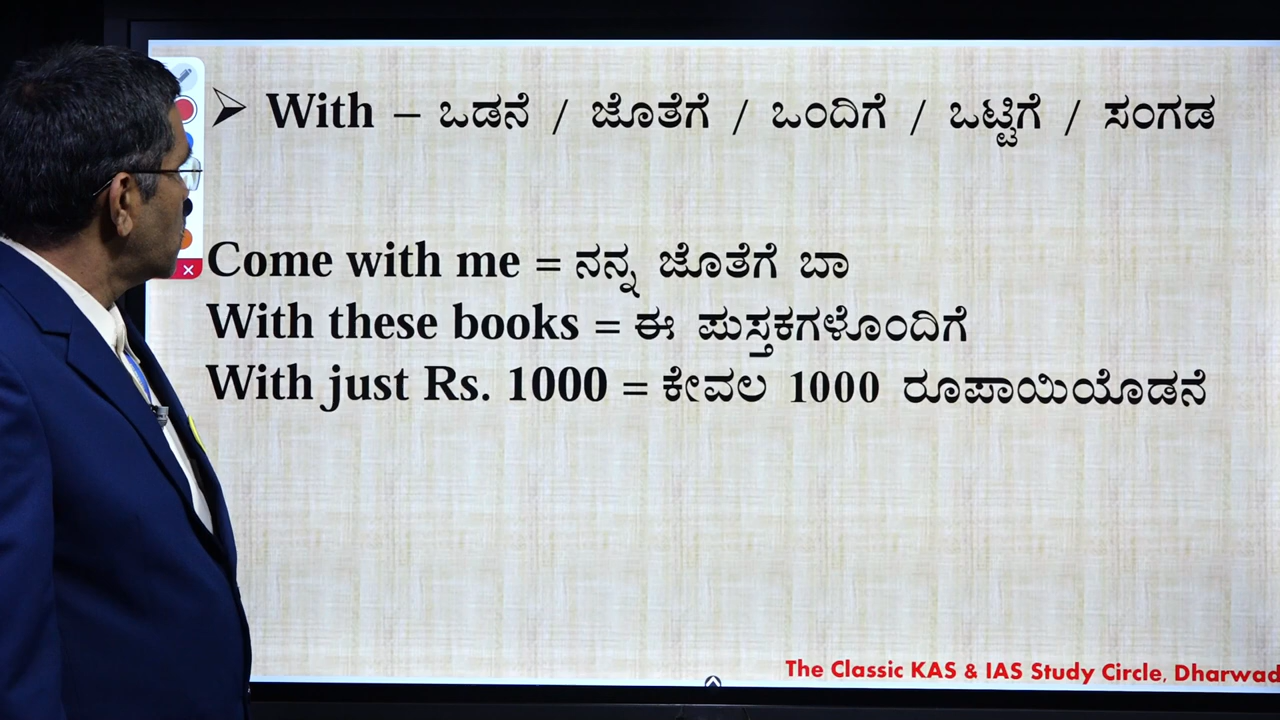 ➢ With – ಒಡನೆ / ಜೊತೆಗೆ / ಒಂದಿಗೆ / ಒಟ್ಟಿಗೆ / ಸಂಗಡ
Come with me = ನನ್ನ ಜೊತೆಗೆ ಬಾ
With these books = ಈ ಪುಸ್ತಕಗಳೊಂದಿಗೆ
With just Rs. 1000 = ಕೇವಲ 1000 ರೂಪಾಯಿಯೊಡನೆ
The Classic KAS & IAS Study Circle, Dharwad